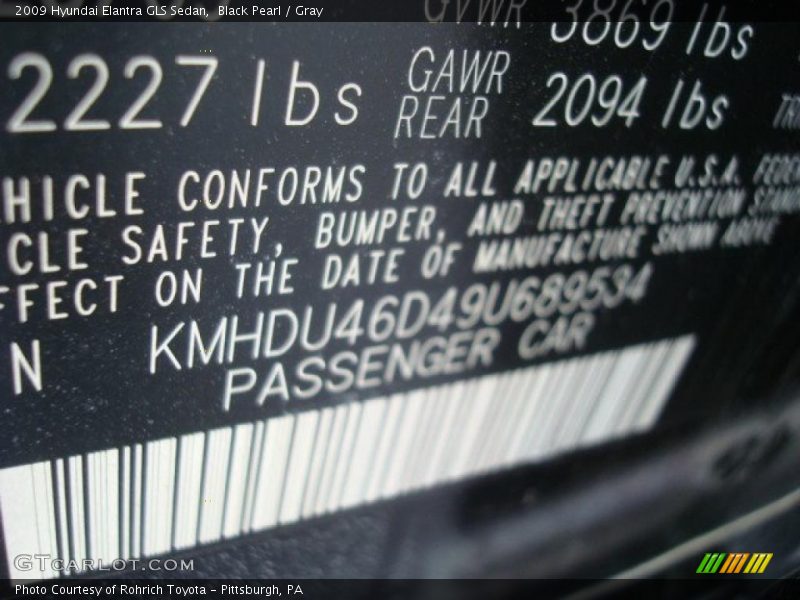 2009 Hyundai Elantra GLS Sedan, Black Pearl / Gray
GVWR 3869 lbs
2227 lbs GAWR REAR 2094 lbs
HICLE CONFORMS TO ALL APPLICABLE U.S.A. FEDER
CLE SAFETY, BUMPER, AND THEFT PREVENTION STANDA
FFECT ON THE DATE OF MANUFACTURE SHOWN ABOVE
N KMHDU46D49U689534
PASSENGER CAR
GTCARLOT.COM
Photo Courtesy of Rohrich Toyota - Pittsburgh, PA